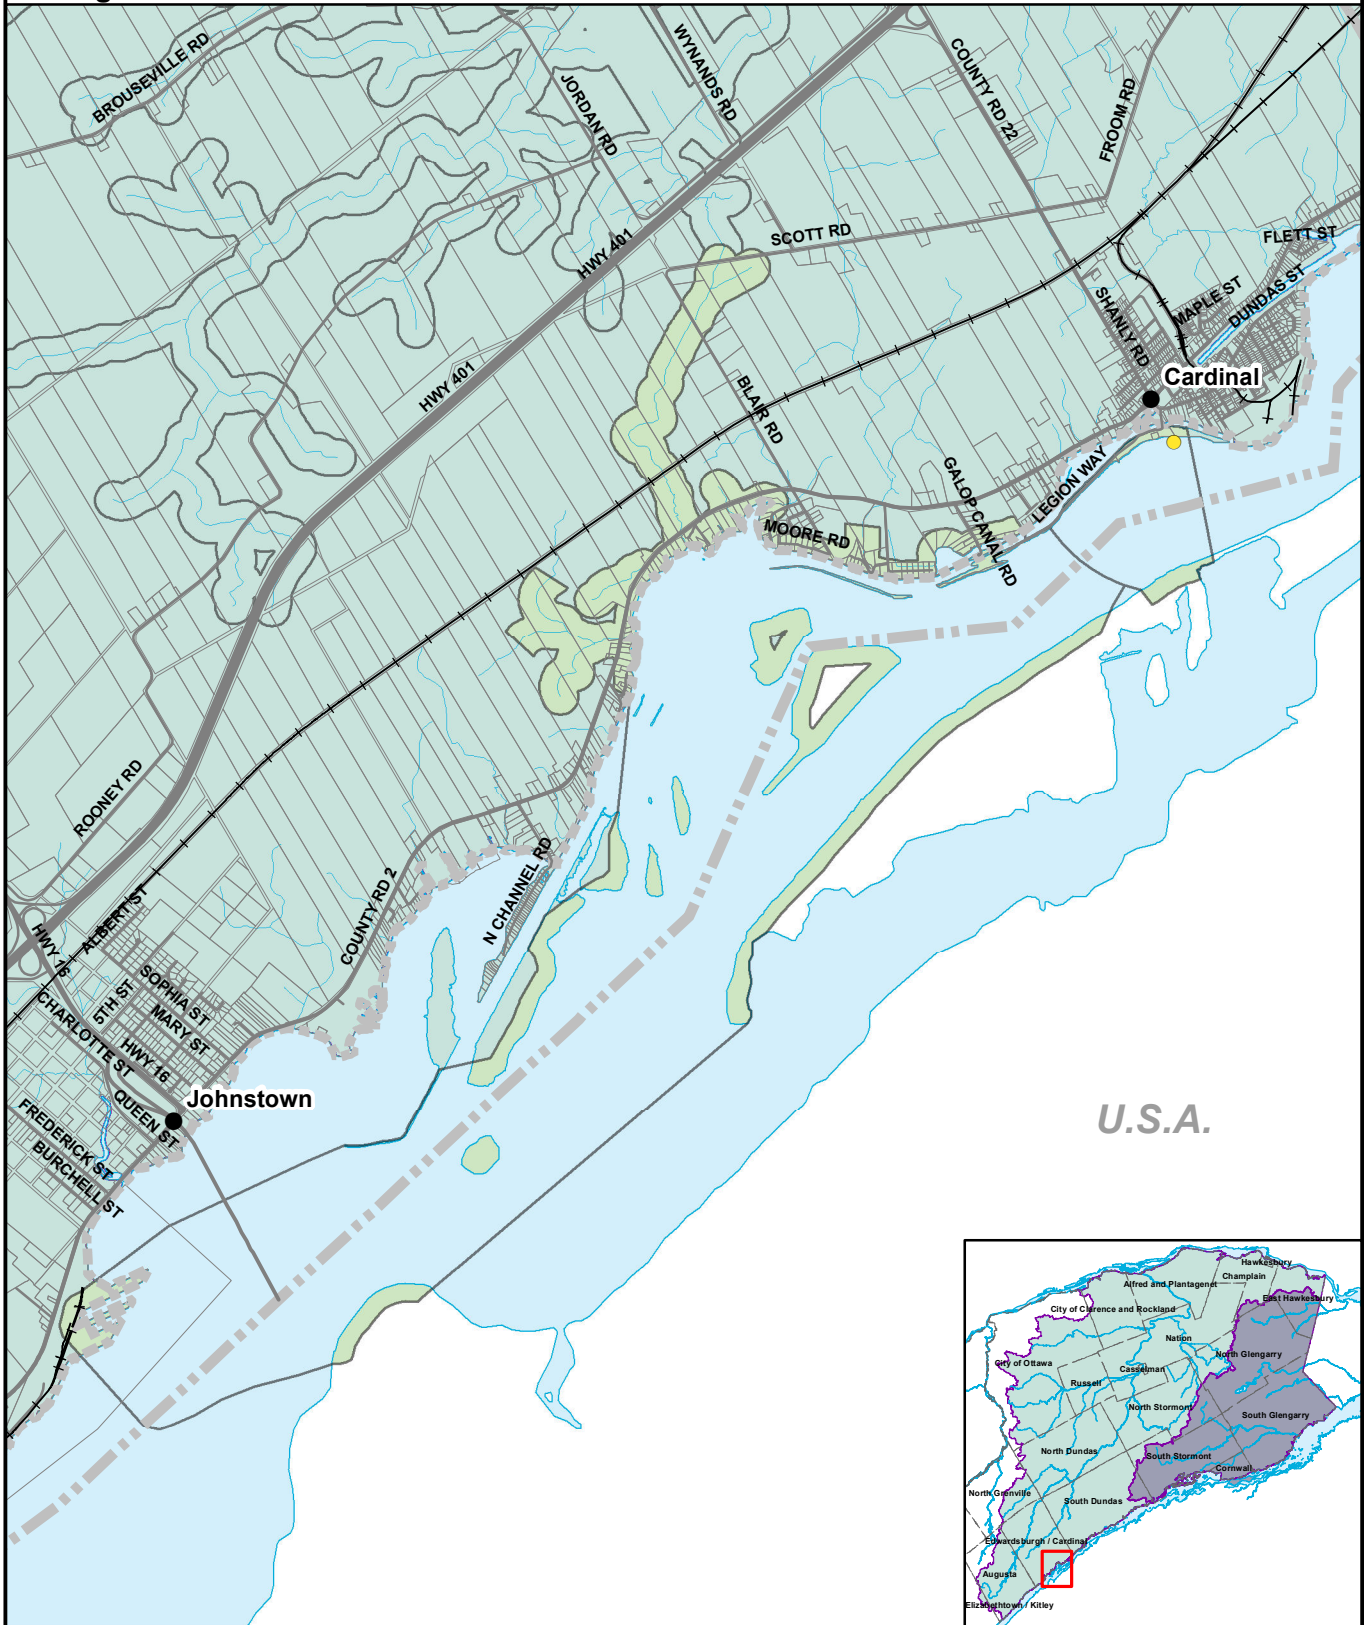 BROUSEVILLE RD
JORDAN RD
WYNANDS RD
COUNTY RD 22
FROOM RD
HWY 401
SCOTT RD
FLETT ST
DUNDAS ST
MAPLE ST
SHANLY RD
Cardinal
HWY 401
BLAIR RD
GALOP CANAL RD
LEGION WAY
MOORE RD
ROONEY RD
N CHANNEL RD
COUNTY RD 2
ALBERT ST
HWY 16
SOPHIA ST
5TH ST
MARY ST
CHARLOTTE ST
HWY 16
QUEEN ST
Johnstown
FREDERICK ST
BURCHELL ST
U.S.A.
Hawkesbury
Champlain
Alfred and Plantagenet
East Hawkesbury
City of Clarence and Rockland
Nation
North Glengarry
City of Ottawa
Casselman
Russell
North Stormont
South Glengarry
North Dundas
South Stormont
Cornwall
North Grenville
South Dundas
Edwardsburgh / Cardinal
Augusta
Elizabethtown / Kitley